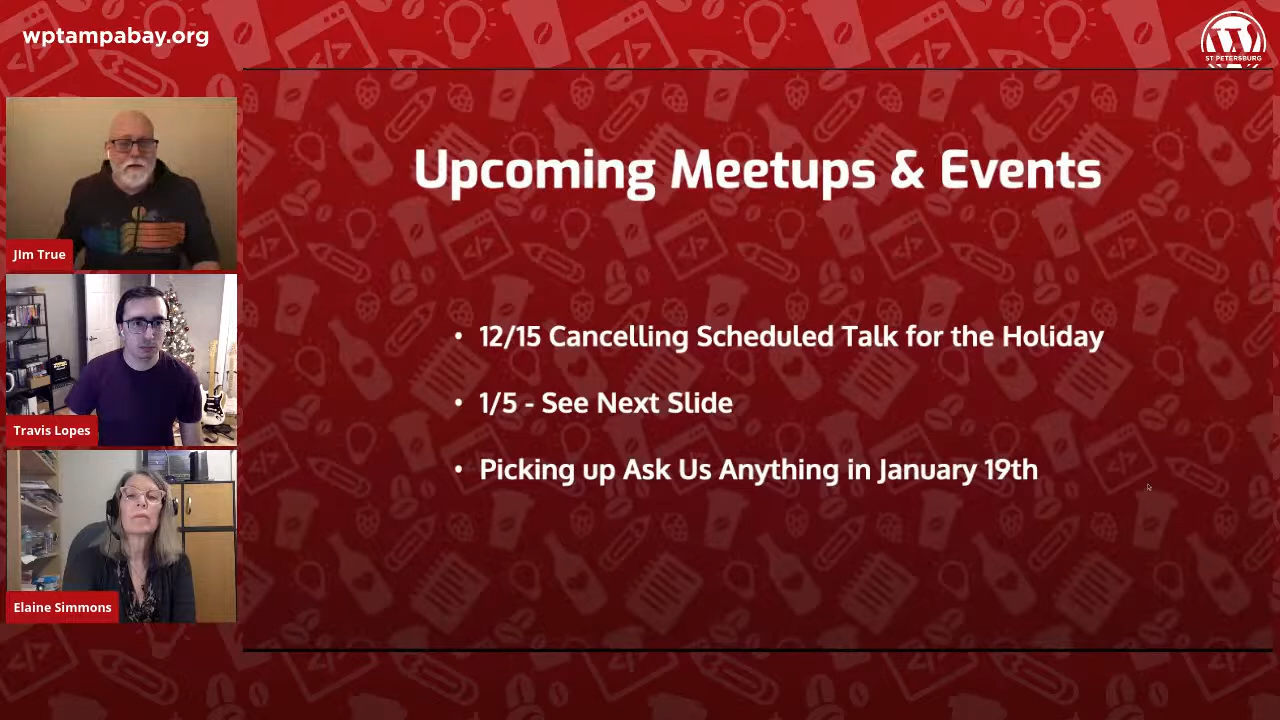 wptampabay.org
ST PETERSBURG
Upcoming Meetups & Events
• 12/15 Cancelling Scheduled Talk for the Holiday
• 1/5 - See Next Slide
• Picking up Ask Us Anything in January 19th
JIm True
Travis Lopes
Elaine Simmons